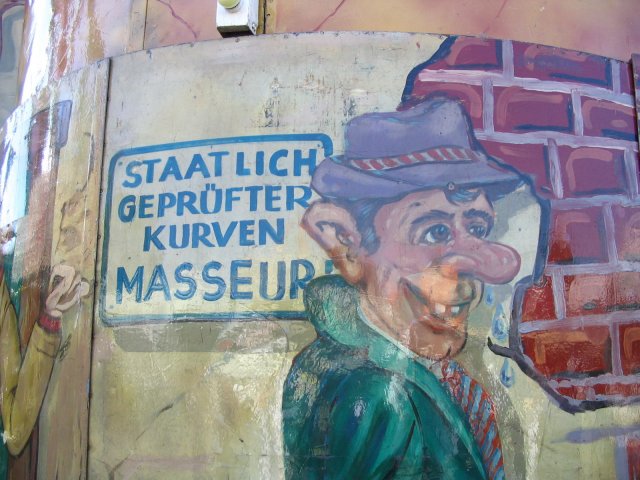 STAATLICH
GEPRÜFTER
KURVEN
MASSEUR!